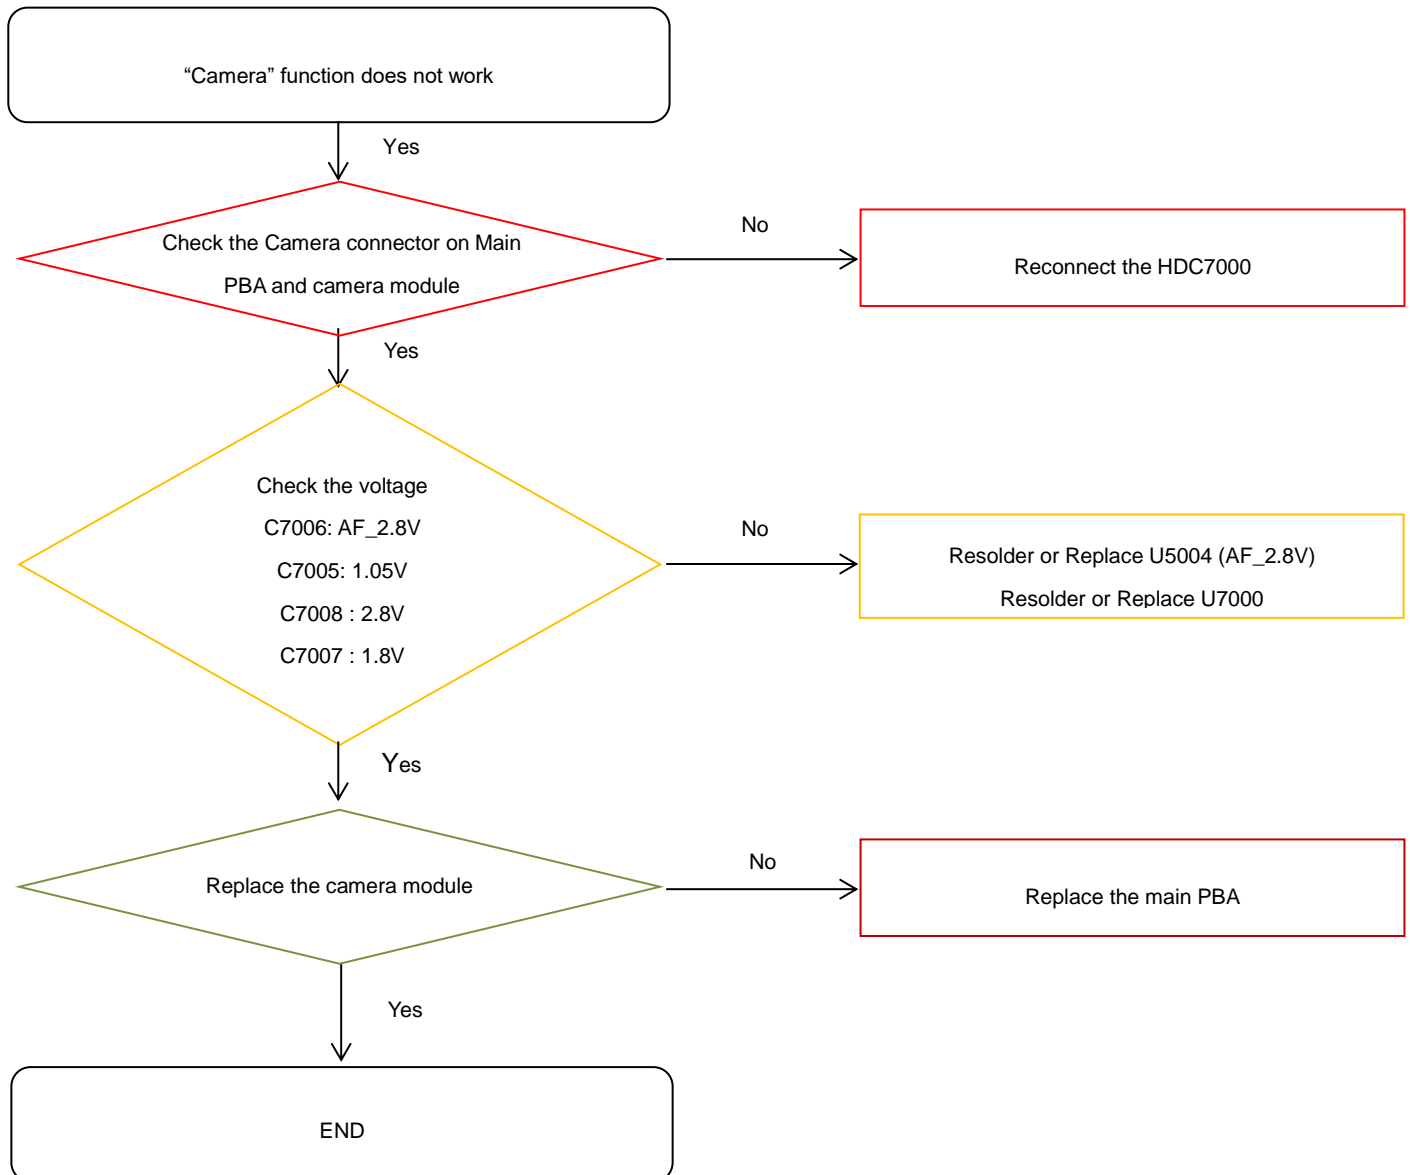 “Camera” function does not work
Yes
Check the Camera connector on Main
PBA and camera module
No
Reconnect the HDC7000
Yes
Check the voltage
C7006: AF_2.8V
C7005: 1.05V
C7008 : 2.8V
C7007 : 1.8V
No
Resolder or Replace U5004 (AF_2.8V)
Resolder or Replace U7000
Yes
Replace the camera module
No
Replace the main PBA
Yes
END